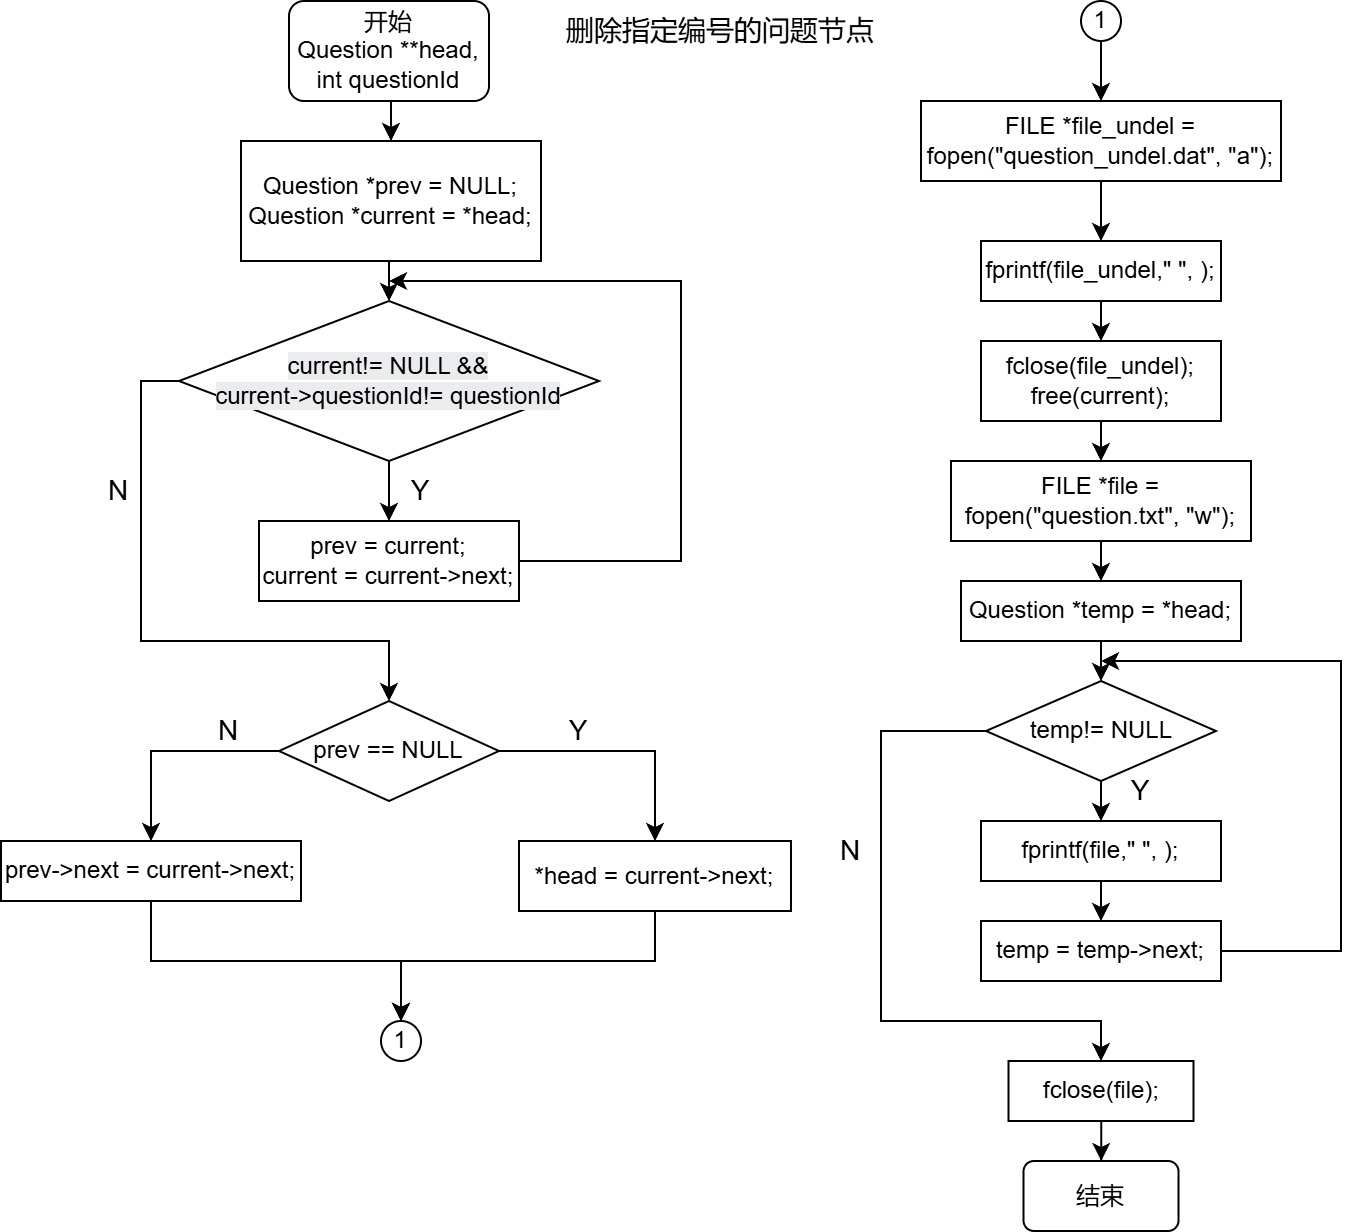 删除指定编号的问题节点
开始
Question **head,
int questionId
Question *prev = NULL;
Question *current = *head;
current!= NULL &&
current->questionId!= questionId
N
Y
prev = current;
current = current->next;
N
prev == NULL
Y
prev->next = current->next;
*head = current->next;
1
1
FILE *file_undel =
fopen("question_undel.dat", "a");
fprintf(file_undel," ", );
fclose(file_undel);
free(current);
FILE *file =
fopen("question.txt", "w");
Question *temp = *head;
temp!= NULL
Y
N
fprintf(file," ", );
temp = temp->next;
fclose(file);
结束